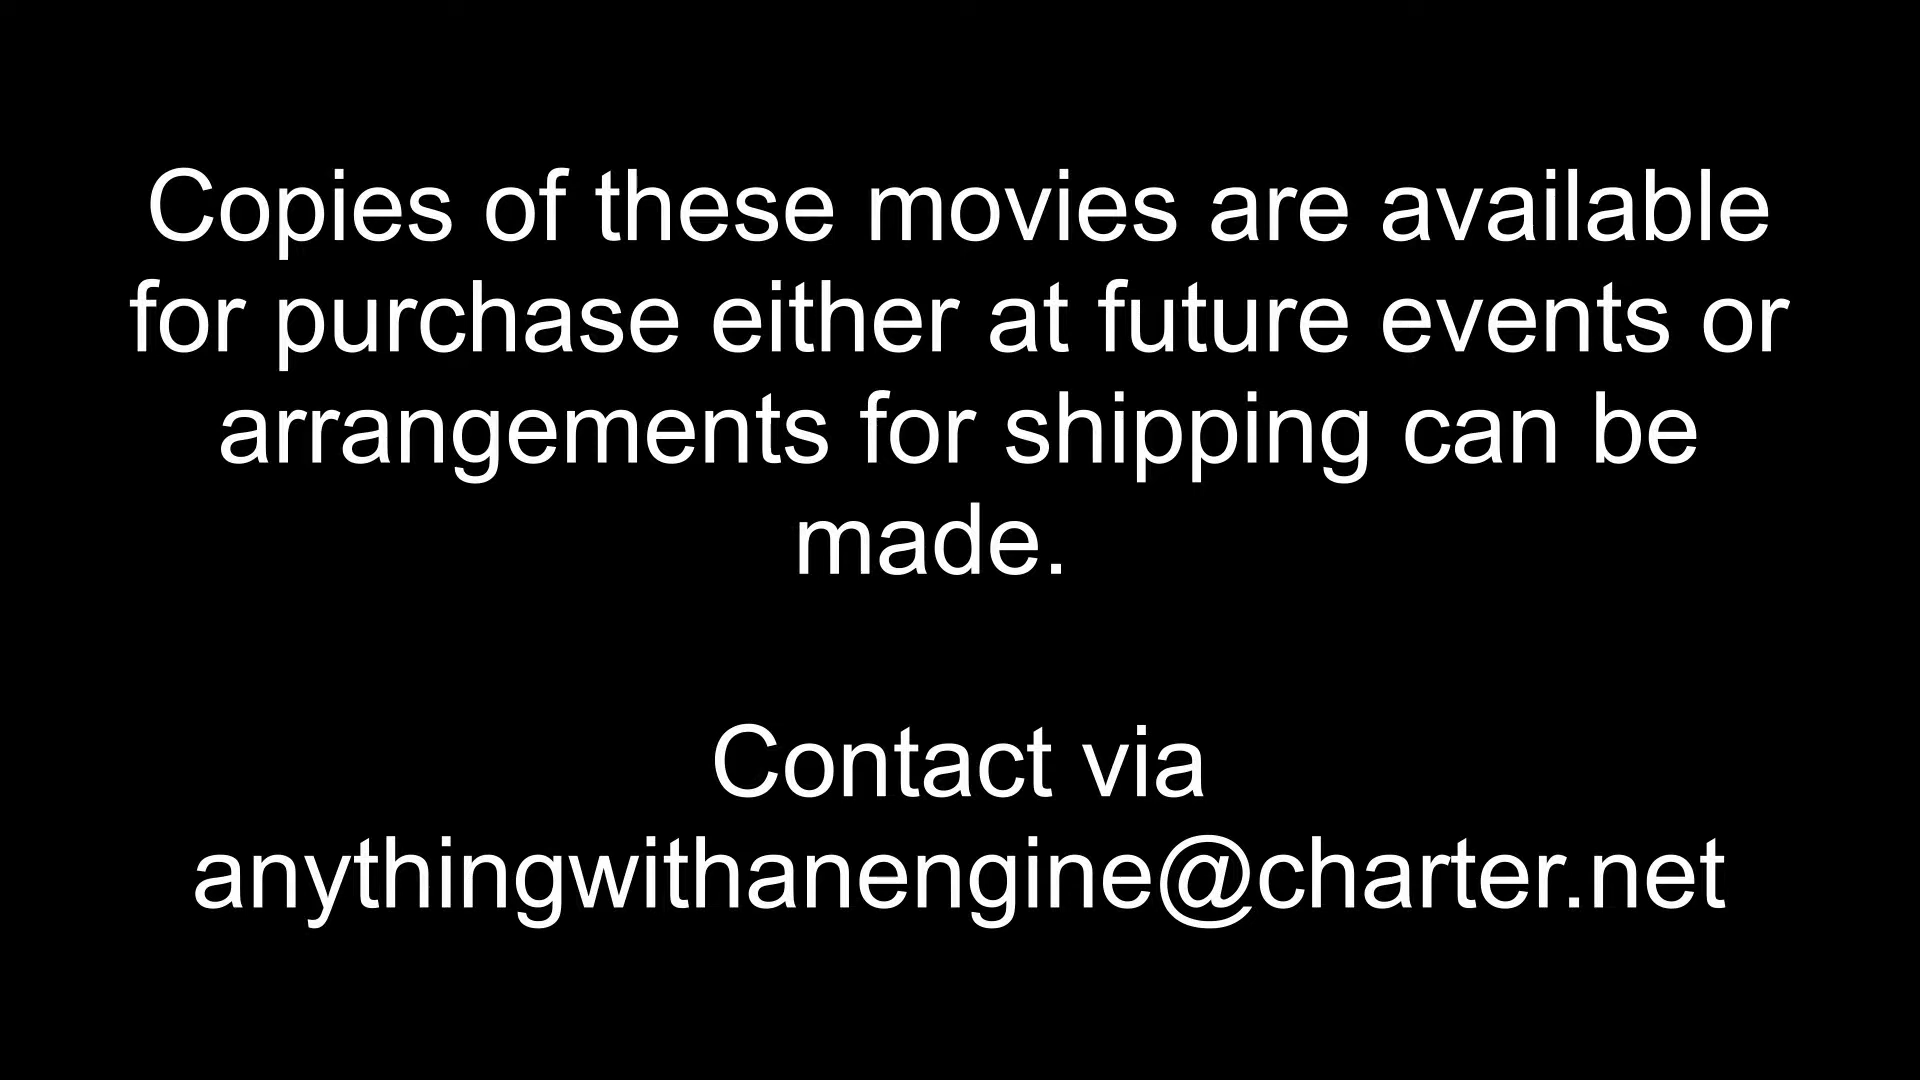 Copies of these movies are available
for purchase either at future events or
arrangements for shipping can be
made.
Contact via
anythingwithanengine@charter.net